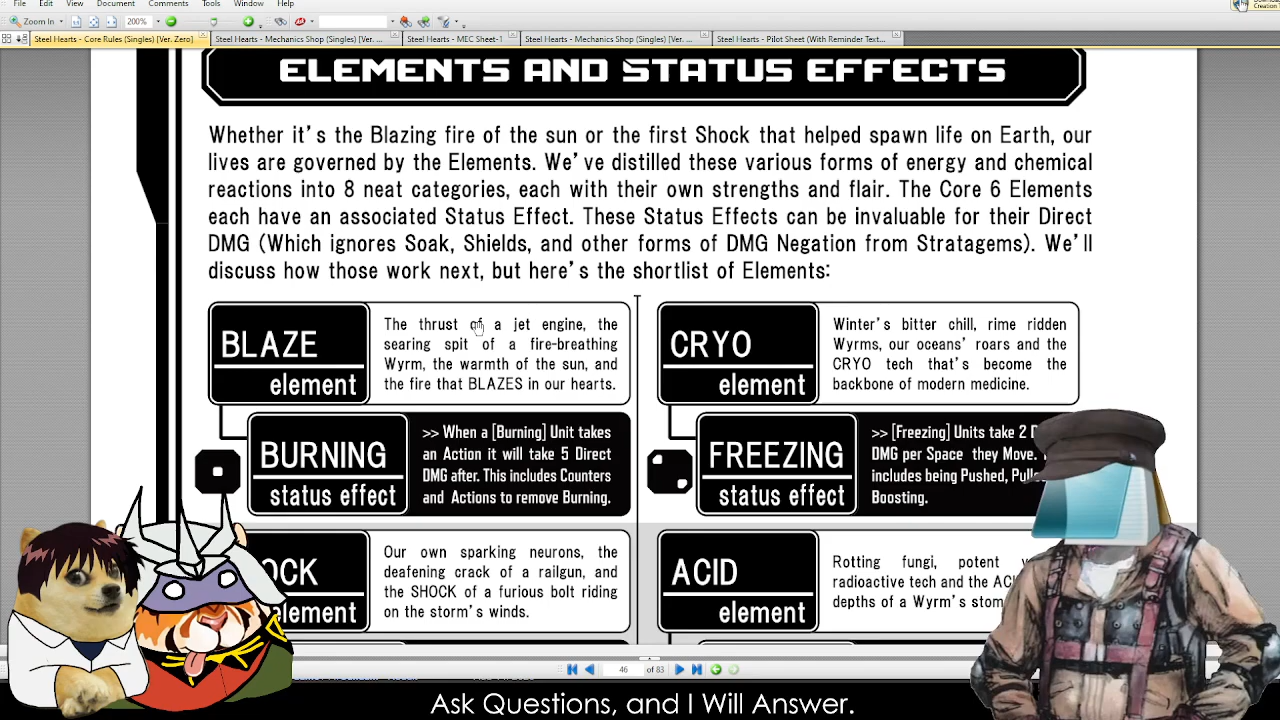 File Edit View Document Comments Tools Window Help
Zoom In 200%
Creation
Steel Hearts - Core Rules (Singles) [Ver. Zero] Steel Hearts - Mechanics Shop (Singles) [Ver. ... Steel Hearts - MEC Sheet-1 Steel Hearts - Mechanics Shop (Singles) [Ver. ... Steel Hearts - Pilot Sheet (With Reminder Text...
ELEMENTS AND STATUS EFFECTS
Whether it's the Blazing fire of the sun or the first Shock that helped spawn life on Earth, our
lives are governed by the Elements. We've distilled these various forms of energy and chemical
reactions into 8 neat categories, each with their own strengths and flair. The Core 6 Elements
each have an associated Status Effect. These Status Effects can be invaluable for their Direct
DMG (Which ignores Soak, Shields, and other forms of DMG Negation from Stratagems). We'll
discuss how those work next, but here's the shortlist of Elements:
BLAZE
element
The thrust of a jet engine, the
searing spit of a fire-breathing
Wyrm, the warmth of the sun, and
the fire that BLAZES in our hearts.
BURNING
status effect
>> When a [Burning] Unit takes
an Action it will take 5 Direct
DMG after. This includes Counters
and Actions to remove Burning.
CRYO
element
Winter's bitter chill, rime ridden
Wyrms, our oceans' roars and the
CRYO tech that's become the
backbone of modern medicine.
FREEZING
status effect
>> [Freezing] Units take 2 D
DMG per Space they Move.
includes being Pushed, Pul
Boosting.
OCK
element
Our own sparking neurons, the
deafening crack of a railgun, and
the SHOCK of a furious bolt riding
on the storm's winds.
ACID
element
Rotting fungi, potent
radioactive tech and the AC
depths of a Wyrm's stom
46 of 83
Ask Questions, and I Will Answer.